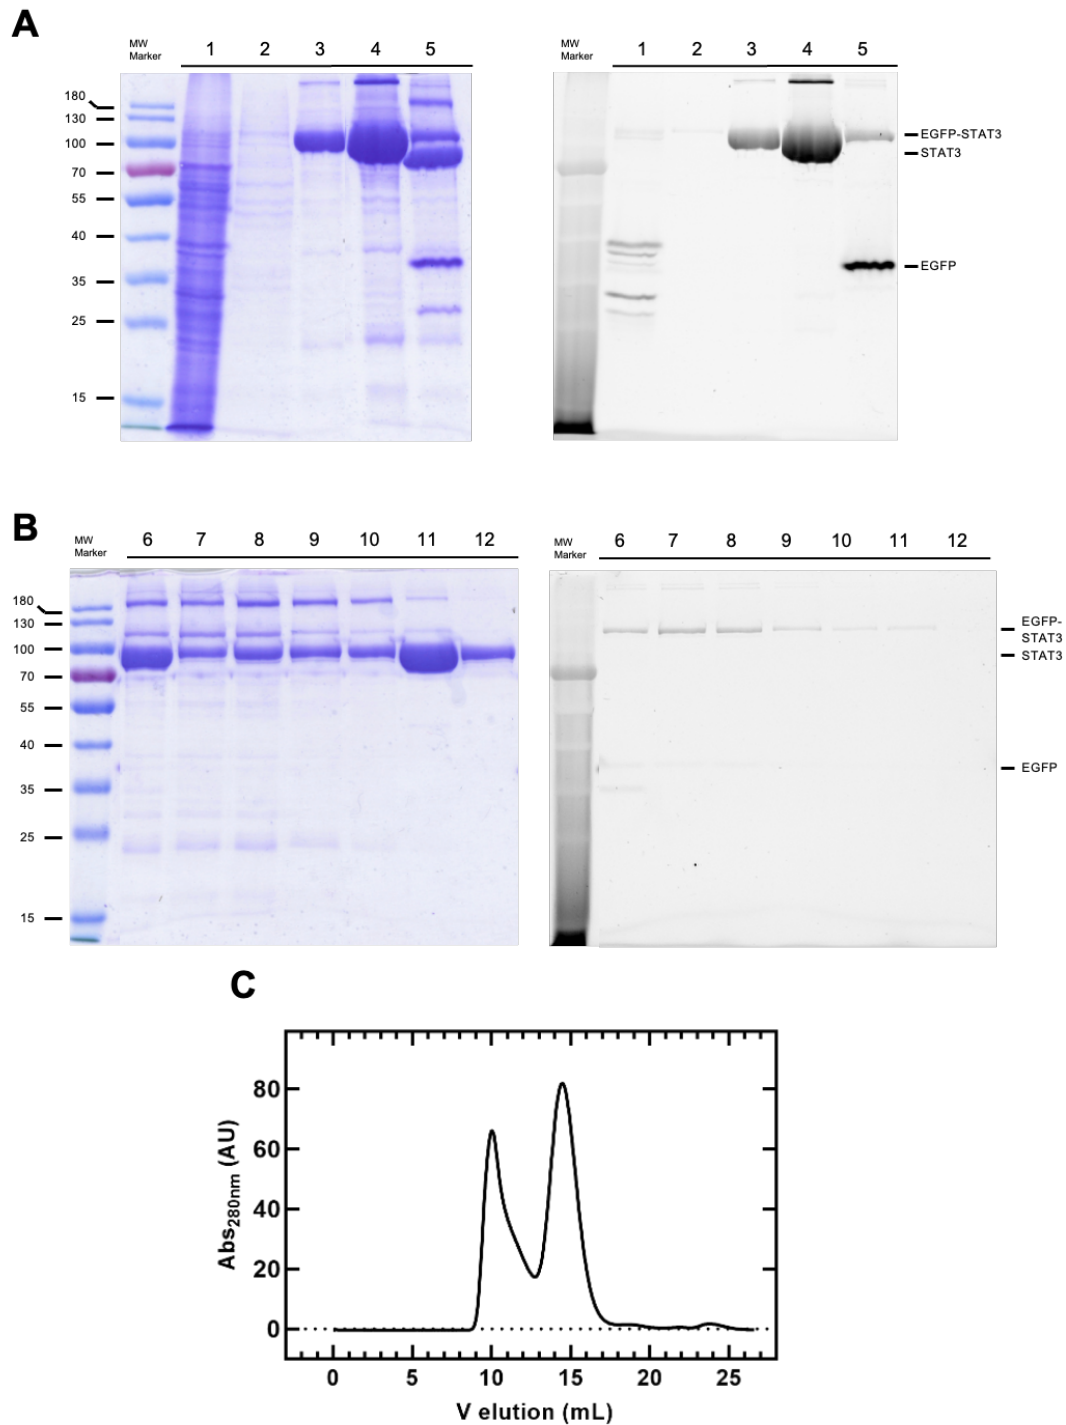 A
MW
Marker
1 2 3 4 5
180
130
100
70
55
40
35
25
15
MW
Marker
1 2 3 4 5
EGFP-STAT3
STAT3
EGFP
B
MW
Marker
6 7 8 9 10 11 12
180
130
100
70
55
40
35
25
15
MW
Marker
6 7 8 9 10 11 12
EGFP-
STAT3
STAT3
EGFP
C
Abs280nm (AU)
80
60
40
20
0
0 5 10 15 20 25
V elution (mL)